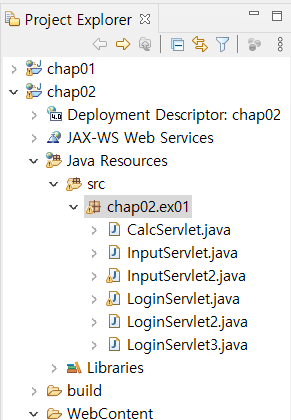 Project Explorer
chap01
chap02
Deployment Descriptor: chap02
JAX-WS Web Services
Java Resources
src
chap02.ex01
CalcServlet.java
InputServlet.java
InputServlet2.java
LoginServlet.java
LoginServlet2.java
LoginServlet3.java
Libraries
build
WebContent